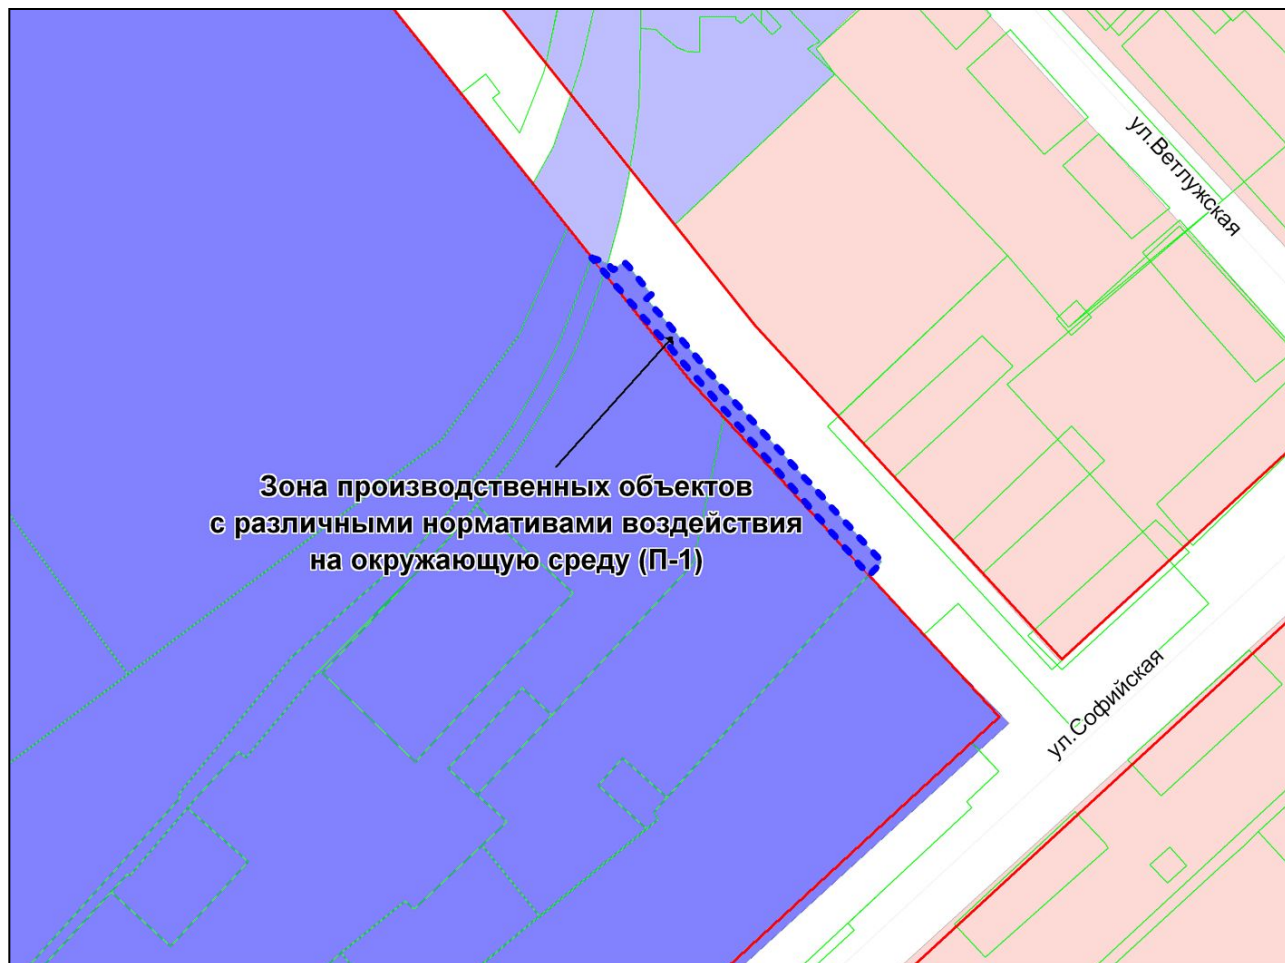 ул.Ветлужская
Зона производственных объектов
с различными нормативами воздействия
на окружающую среду (П-1)
ул.Софийская